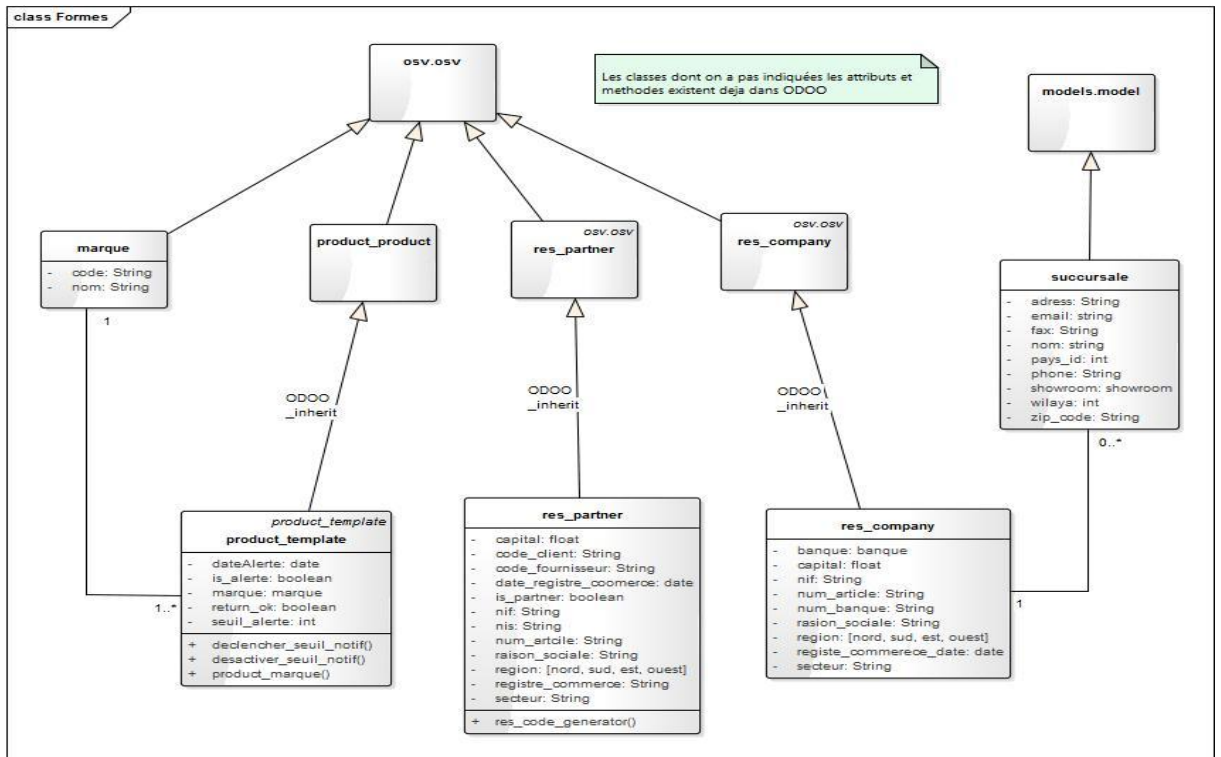 class Formes
osv.osv
Les classes dont on a pas indiquées les attributs et
methodes existent deja dans ODOO
models.model
marque
- code: String
- nom: String
product_product
osv.osv
res_partner
osv.osv
res_company
succursale
- adress: String
- email: string
- fax: String
- nom: string
- pays_id: int
- phone: String
- showroom: showroom
- wilaya: int
- zip_code: String
1
ODOO
_inherit
ODOO
_inherit
ODOO
_inherit
0..*
product_template
product_template
- dateAlerte: date
- is_alerte: boolean
- marque: marque
- return_ok: boolean
- seuil_alerte: int
+ declencher_seuil_notif()
+ desactiver_seuil_notif()
+ product_marque()
1..*
res_partner
- capital: float
- code_client: String
- code_fournisseur: String
- date_registre_coomerce: date
- is_partner: boolean
- nif: String
- nis: String
- num_artcile: String
- raison_sociale: String
- region: [nord, sud, est, ouest]
- registre_commerce: String
- secteur: String
+ res_code_generator()
res_company
- banque: banque
- capital: float
- nif: String
- num_article: String
- num_banque: String
- rasion_sociale: String
- region: [nord, sud, est, ouest]
- registe_commerece_date: date
- secteur: String
1